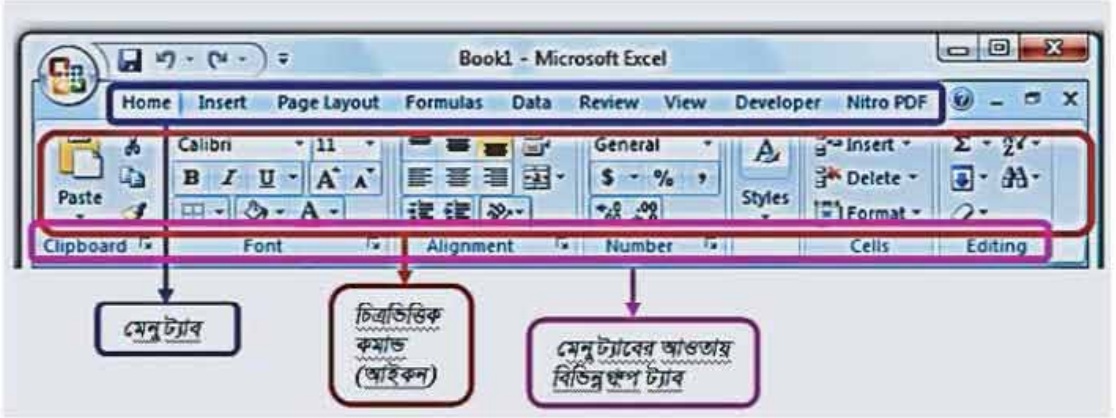 Book1 - Microsoft Excel
Home Insert Page Layout Formulas Data Review View Developer Nitro PDF
Calibri 11 General Insert
Paste B I U A A $ % , Styles Delete
A Format
Clipboard Font Alignment Number Cells Editing
মেনু ট্যাব
চিত্রভিত্তিক
কমান্ড
(আইকন)
মেনু ট্যাবের আওতায়
বিভিন্ন গ্রুপ ট্যাব